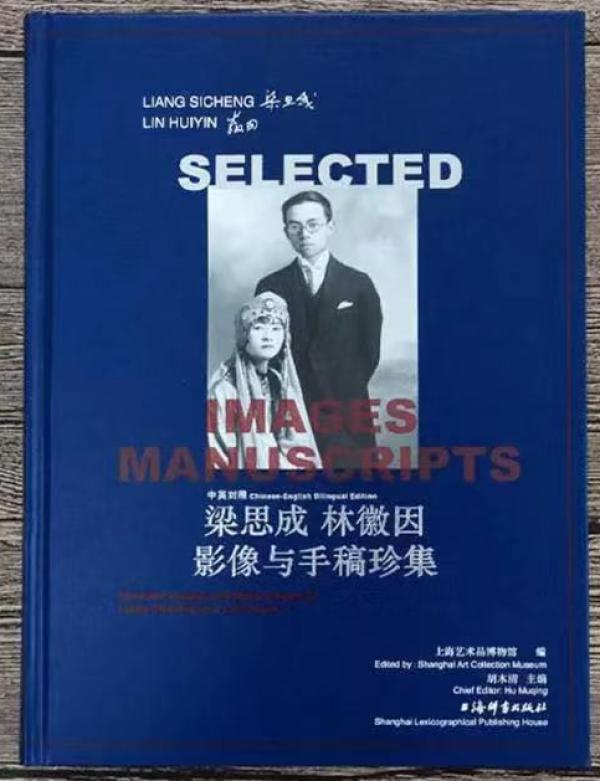 LIANG SICHENG 梁思成
LIN HUIYIN 徽因
SELECTED
IMAGES
MANUSCRIPTS
中英对照 Chinese-English Bilingual Edition
梁思成 林徽因
影像与手稿珍集
上海艺术品博物馆 编
Edited by : Shanghai Art Collection Museum
胡木清 主编
Chief Editor: Hu Muqing
上海辞书出版社
Shanghai Lexicographical Publishing House